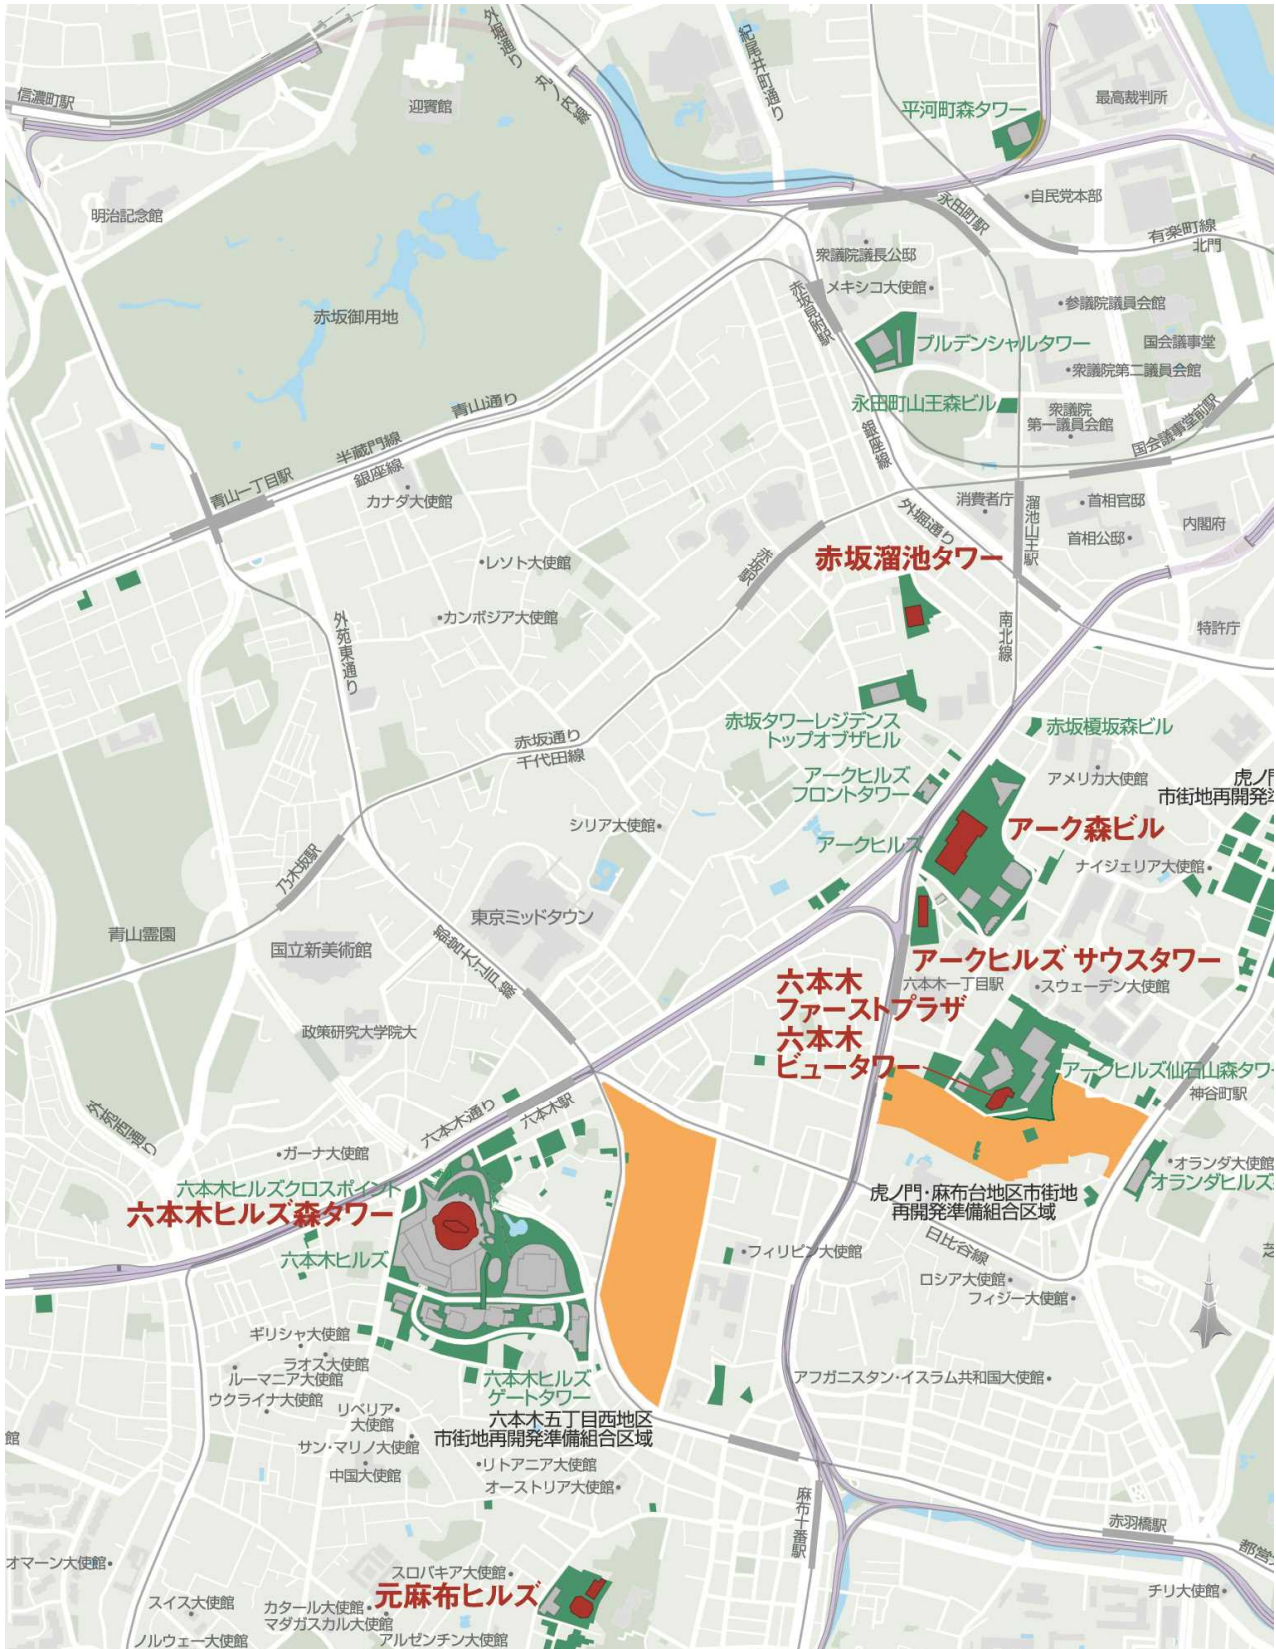 外堀通り
紀尾井町通り
信濃町駅
迎賓館
丸ノ内線
平河町森タワー
最高裁判所
明治記念館
・自民党本部
永田町駅
有楽町線
北門
衆議院議長公邸
メキシコ大使館・
赤坂見附駅
・参議院議員会館
赤坂御用地
プルデンシャルタワー
国会議事堂
・衆議院第二議員会館
青山通り
永田町山王森ビル
衆議院
第一議員会館
国会議事堂前駅
銀座線
半蔵門線
銀座線
青山一丁目駅
カナダ大使館
消費者庁
溜池山王駅
・首相官邸
内閣府
外堀通り
首相公邸・
赤坂駅
赤坂溜池タワー
・レソト大使館
・カンボジア大使館
外苑東通り
南北線
特許庁
赤坂タワーレジデンス
トップオブザヒル
赤坂榎坂森ビル
赤坂通り
千代田線
アークヒルズ
フロントタワー
アメリカ大使館
虎ノ門
市街地再開発準
シリア大使館・
アークヒルズ
アーク森ビル
ナイジェリア大使館・
乃木坂駅
東京ミッドタウン
青山霊園
国立新美術館
都営大江戸線
アークヒルズ サウスタワー
六本木
ファーストプラザ
六本木一丁目駅
・スウェーデン大使館
政策研究大学院大
六本木
ビュータワー
アークヒルズ仙石山森タワー
神谷町駅
外苑西通り
六本木通り
六本木駅
・ガーナ大使館
・オランダ大使館
オランダヒルズ
六本木ヒルズクロスポイント
六本木ヒルズ森タワー
虎ノ門・麻布台地区市街地
再開発準備組合区域
日比谷線
六本木ヒルズ
・フィリピン大使館
芝
ロシア大使館・
フィジー大使館・
ギリシャ大使館
ラオス大使館
ルーマニア大使館
ウクライナ大使館
六本木ヒルズ
ゲートタワー
アフガニスタン・イスラム共和国大使館・
リベリア・
大使館
六本木五丁目西地区
市街地再開発準備組合区域
館
サン・マリノ大使館
中国大使館
・リトアニア大使館
オーストリア大使館・
麻布十番駅
赤羽橋駅
都営大
オマーン大使館・
スロバキア大使館・
元麻布ヒルズ
チリ大使館・
スイス大使館
カタール大使館・
マダガスカル大使館
ノルウェー大使館
アルゼンチン大使館